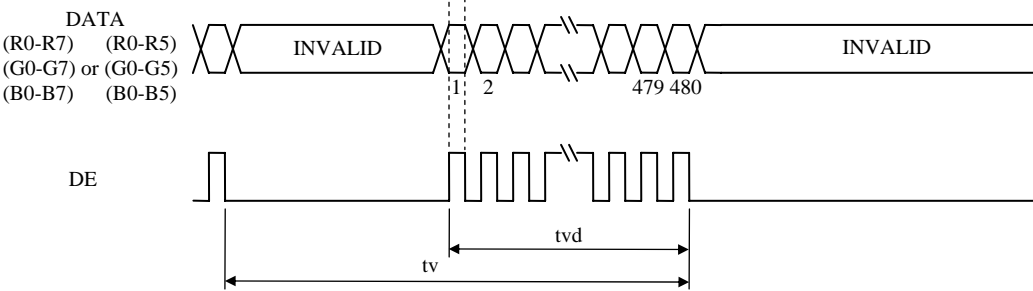 DATA
(R0-R7) (R0-R5)
(G0-G7) or (G0-G5)
(B0-B7) (B0-B5)
INVALID
INVALID
1 2 479 480
DE
tvd
tv